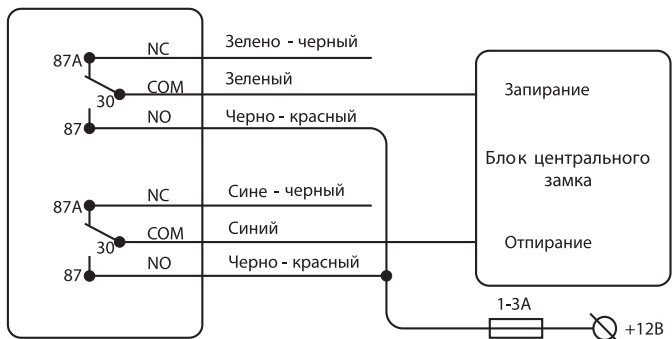 87A
NC
Зелено - черный
30
COM
Зеленый
87
NO
Черно - красный
87A
NC
Сине - черный
30
COM
Синий
87
NO
Черно - красный
Запирание
Блок центрального
замка
Отпирание
1-3А
+12В